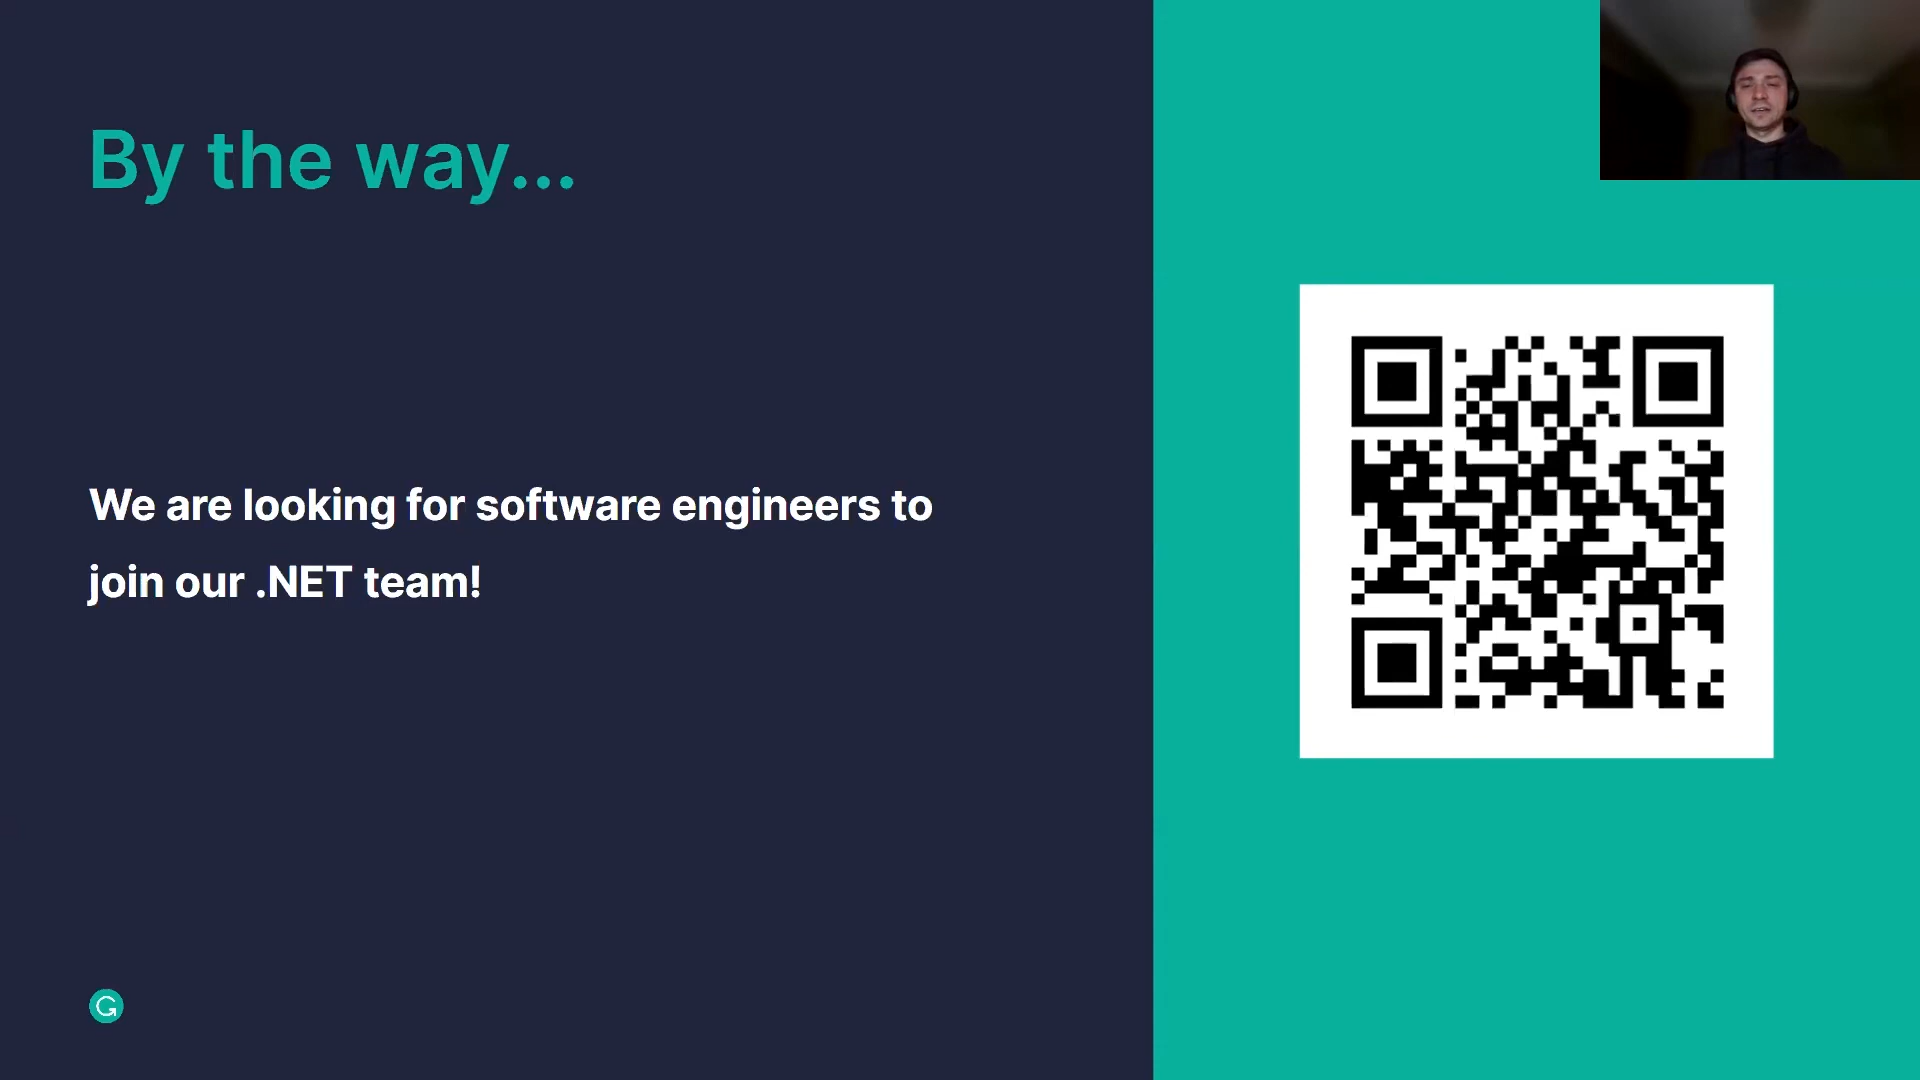 By the way...
We are looking for software engineers to
join our .NET team!